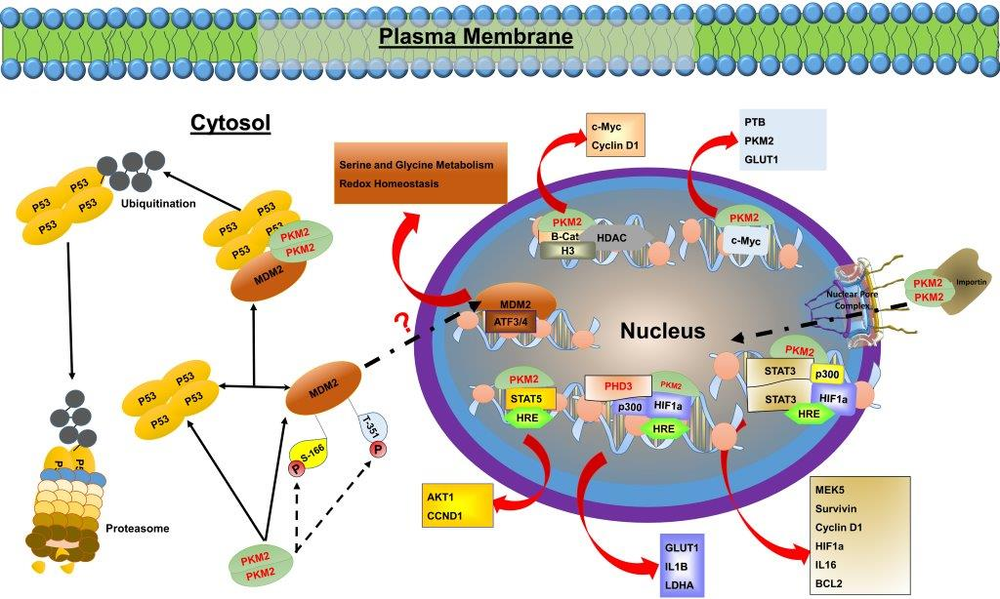 Plasma Membrane
Cytosol
c-Myc
Cyclin D1
PTB
PKM2
GLUT1
Serine and Glycine Metabolism
Redox Homeostasis
P53
P53
P53
P53
Ubiquitination
P53
P53
P53
P53
PKM2
PKM2
MDM2
PKM2
B-Cat
HDAC
H3
PKM2
c-Myc
PKM2
PKM2
Importin
Nuclear Pore
Complex
MDM2
ATF3/4
?
Nucleus
PKM2
STAT3
p300
STAT3
HIF1a
HRE
PKM2
STAT5
HRE
PHD3
PKM2
p300
HIF1a
HRE
P53
P53
P53
P53
MDM2
T-351
P
S-166
P
AKT1
CCND1
MEK5
Survivin
Cyclin D1
HIF1a
IL16
BCL2
GLUT1
IL1B
LDHA
Proteasome
PKM2
PKM2